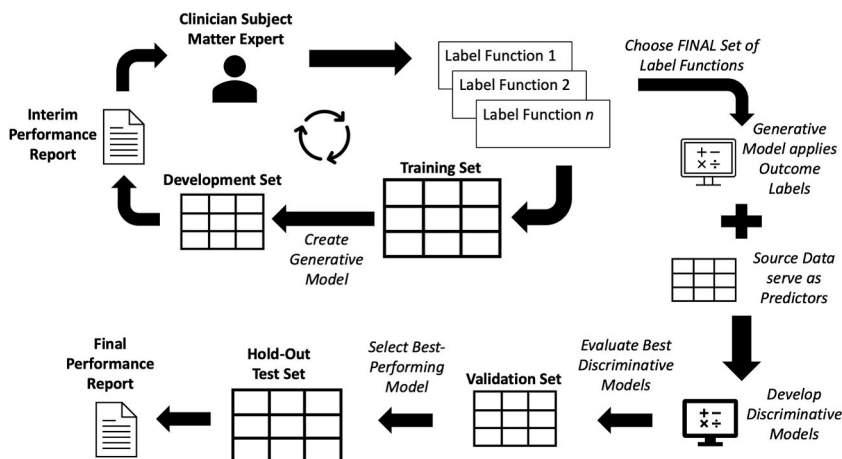 Clinician Subject
Matter Expert
Label Function 1
Label Function 2
Label Function n
Choose FINAL Set of
Label Functions
Interim
Performance
Report
Generative
Model applies
Outcome
Labels
+ −
× ÷
Development Set
Training Set
Create
Generative
Model
Source Data
serve as
Predictors
Final
Performance
Report
Hold-Out
Test Set
Select Best-
Performing
Model
Validation Set
Evaluate Best
Discriminative
Models
+ −
× ÷
Develop
Discriminative
Models